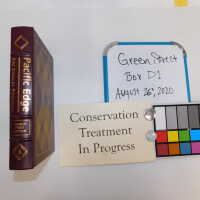 Pacific Edge
Green Street
Box D1
August 26, 2020
Conservation
Treatment
In Progress